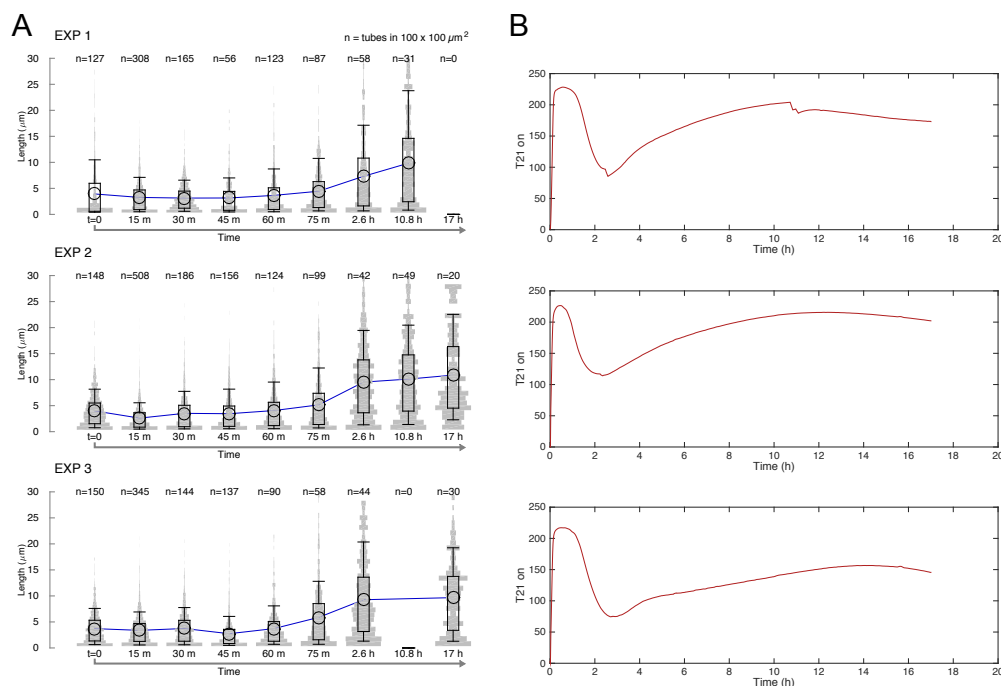 A
EXP 1
n = tubes in 100 x 100 μm²
n=127 n=308 n=165 n=56 n=123 n=87 n=58 n=31 n=0
30
25
20
15
10
5
0
Length (μm)
t=0 15 m 30 m 45 m 60 m 75 m 2.6 h 10.8 h 17 h
Time
EXP 2
n=148 n=508 n=186 n=156 n=124 n=99 n=42 n=49 n=20
30
25
20
15
10
5
0
Length (μm)
t=0 15 m 30 m 45 m 60 m 75 m 2.6 h 10.8 h 17 h
Time
EXP 3
n=150 n=345 n=144 n=137 n=90 n=58 n=44 n=0 n=30
30
25
20
15
10
5
0
Length (μm)
t=0 15 m 30 m 45 m 60 m 75 m 2.6 h 10.8 h 17 h
Time
B
250
200
150
100
50
0
T21 on
0 2 4 6 8 10 12 14 16 18 20
Time (h)
250
200
150
100
50
0
T21 on
0 2 4 6 8 10 12 14 16 18 20
Time (h)
250
200
150
100
50
0
T21 on
0 2 4 6 8 10 12 14 16 18 20
Time (h)